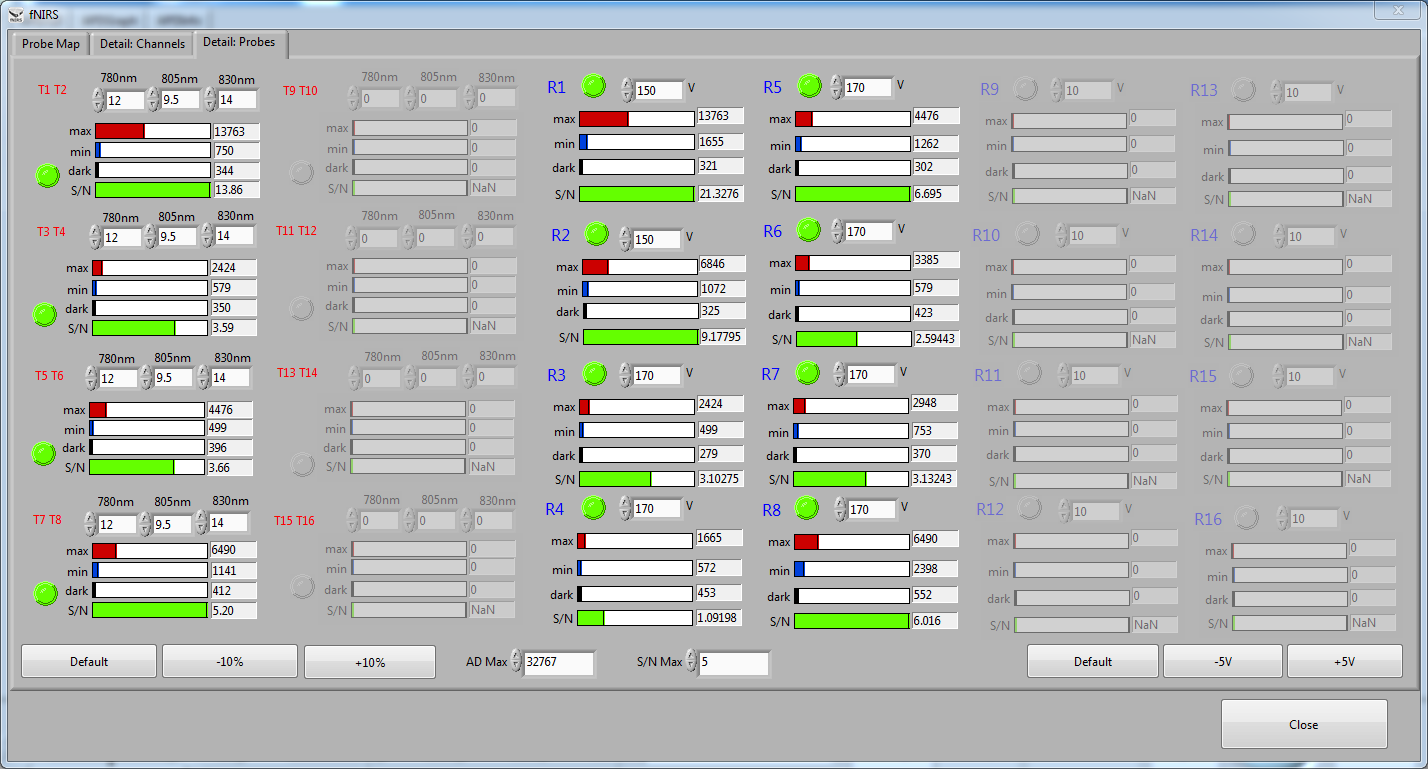 fNIRS
Probe Map Detail: Channels Detail: Probes
T1 T2
780nm 805nm 830nm
12 9.5 14
max 13763
min 750
dark 344
S/N 13.86
T3 T4
780nm 805nm 830nm
12 9.5 14
max 2424
min 579
dark 350
S/N 3.59
T5 T6
780nm 805nm 830nm
12 9.5 14
max 4476
min 499
dark 396
S/N 3.66
T7 T8
780nm 805nm 830nm
12 9.5 14
max 6490
min 1141
dark 412
S/N 5.20
T9 T10
780nm 805nm 830nm
0 0 0
max 0
min 0
dark 0
S/N NaN
T11 T12
780nm 805nm 830nm
0 0 0
max 0
min 0
dark 0
S/N NaN
T13 T14
780nm 805nm 830nm
0 0 0
max 0
min 0
dark 0
S/N NaN
T15 T16
780nm 805nm 830nm
0 0 0
max 0
min 0
dark 0
S/N NaN
R1 150 V
max 13763
min 1655
dark 321
S/N 21.3276
R2 150 V
max 6846
min 1072
dark 325
S/N 9.17795
R3 170 V
max 2424
min 499
dark 279
S/N 3.10275
R4 170 V
max 1665
min 572
dark 453
S/N 1.09198
R5 170 V
max 4476
min 1262
dark 302
S/N 6.695
R6 170 V
max 3385
min 579
dark 423
S/N 2.59443
R7 170 V
max 2948
min 753
dark 370
S/N 3.13243
R8 170 V
max 6490
min 2398
dark 552
S/N 6.016
R9 10 V
max 0
min 0
dark 0
S/N NaN
R10 10 V
max 0
min 0
dark 0
S/N NaN
R11 10 V
max 0
min 0
dark 0
S/N NaN
R12 10 V
max 0
min 0
dark 0
S/N NaN
R13 10 V
max 0
min 0
dark 0
S/N NaN
R14 10 V
max 0
min 0
dark 0
S/N NaN
R15 10 V
max 0
min 0
dark 0
S/N NaN
R16 10 V
max 0
min 0
dark 0
S/N NaN
Default -10% +10% AD Max 32767 S/N Max 5 Default -5V +5V
Close